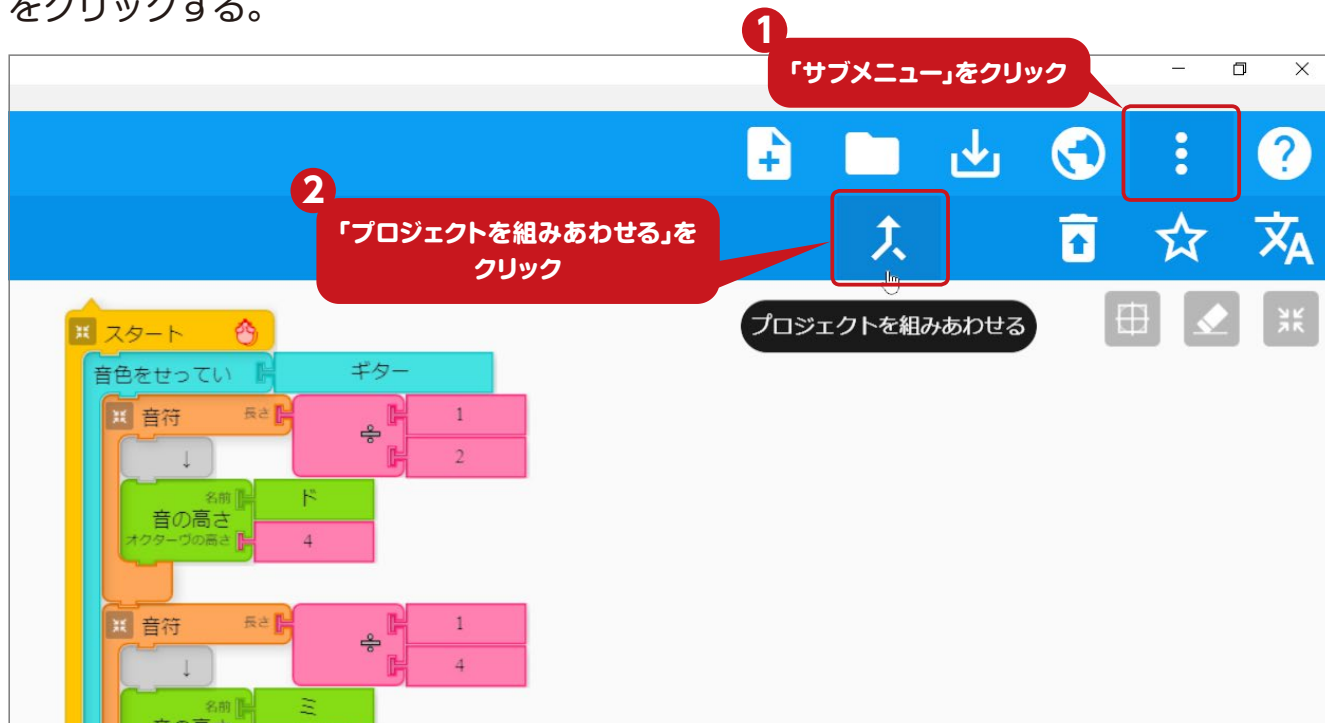 をクリックする。
1
「サブメニュー」をクリック
2
「プロジェクトを組みあわせる」を
クリック
プロジェクトを組みあわせる
スタート
音色をせってい ギター
音符 長さ ÷ 1
2
↓
名前 ド
音の高さ
オクターヴの高さ 4
音符 長さ ÷ 1
4
↓
名前 ミ
音の高さ